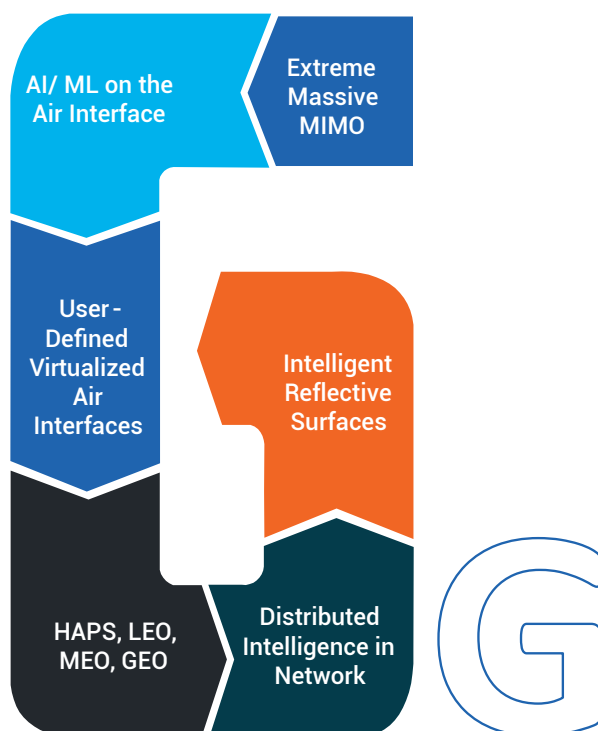 AI/ ML on the
Air Interface
Extreme
Massive
MIMO
User-
Defined
Virtualized
Air
Interfaces
Intelligent
Reflective
Surfaces
HAPS, LEO,
MEO, GEO
Distributed
Intelligence in
Network
G